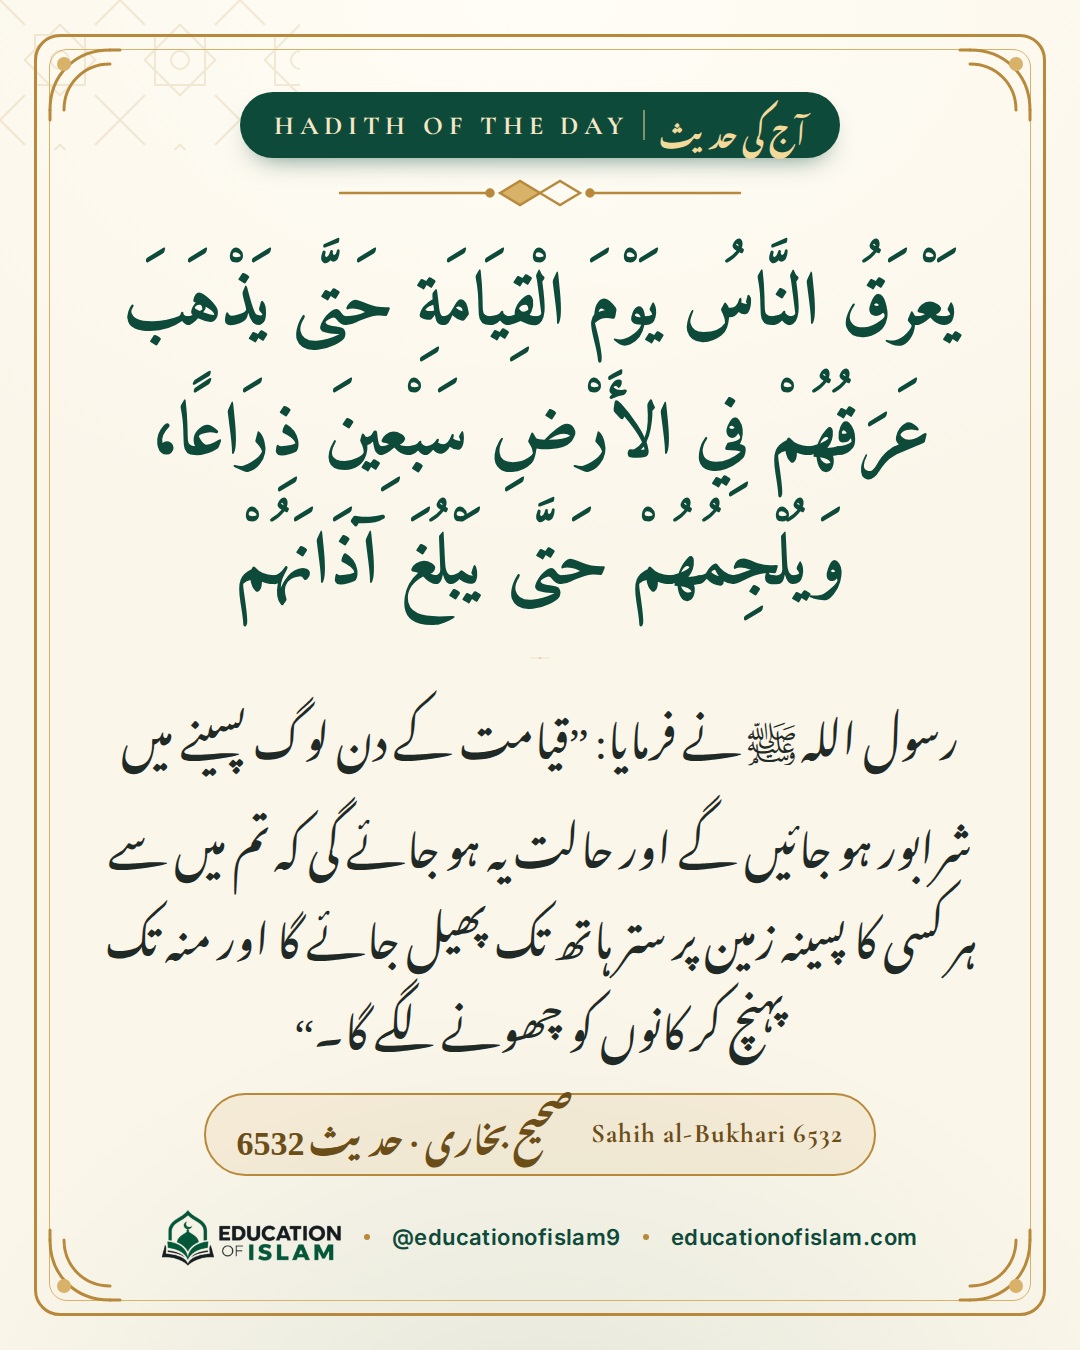 HADITH OF THE DAY | آج کی حدیث
يَعْرَقُ النَّاسُ يَوْمَ الْقِيَامَةِ حَتَّى يَذْهَبَ
عَرَقُهُمْ فِي الأَرْضِ سَبْعِينَ ذِرَاعًا،
وَيُلْجِمُهُمْ حَتَّى يَبْلُغَ آذَانَهُمْ
رسول اللہ ﷺ نے فرمایا: ”قیامت کے دن لوگ پسینے میں
شرابور ہو جائیں گے اور حالت یہ ہو جائے گی کہ تم میں سے
ہر کسی کا پسینہ زمین پر ستر ہاتھ تک پھیل جائے گا اور منہ تک
پہنچ کر کانوں کو چھونے لگے گا۔“
صحیح بخاری · حدیث 6532 Sahih al-Bukhari 6532
EDUCATION OF ISLAM • @educationofislam9 • educationofislam.com